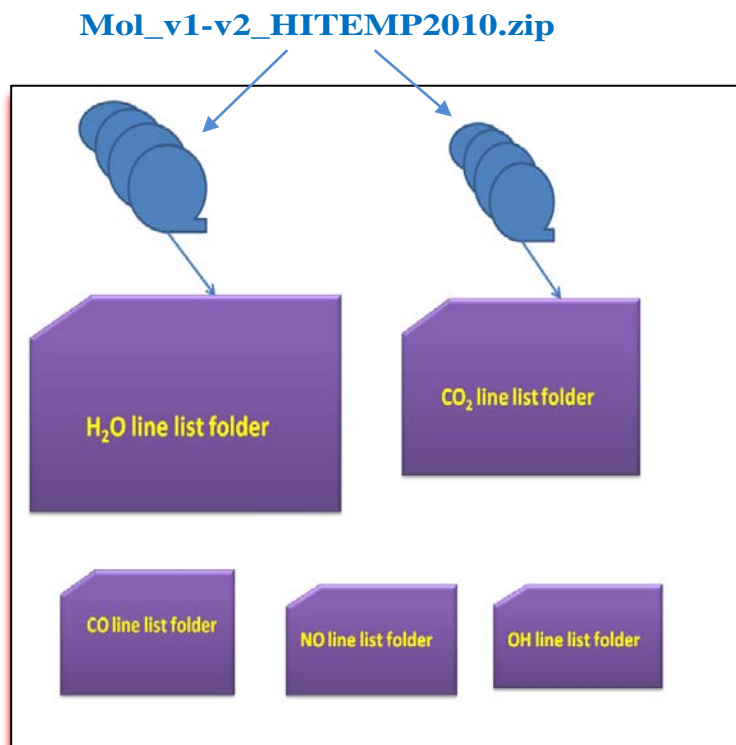 Mol_v1-v2_HITEMP2010.zip
H₂O line list folder
CO₂ line list folder
CO line list folder
NO line list folder
OH line list folder